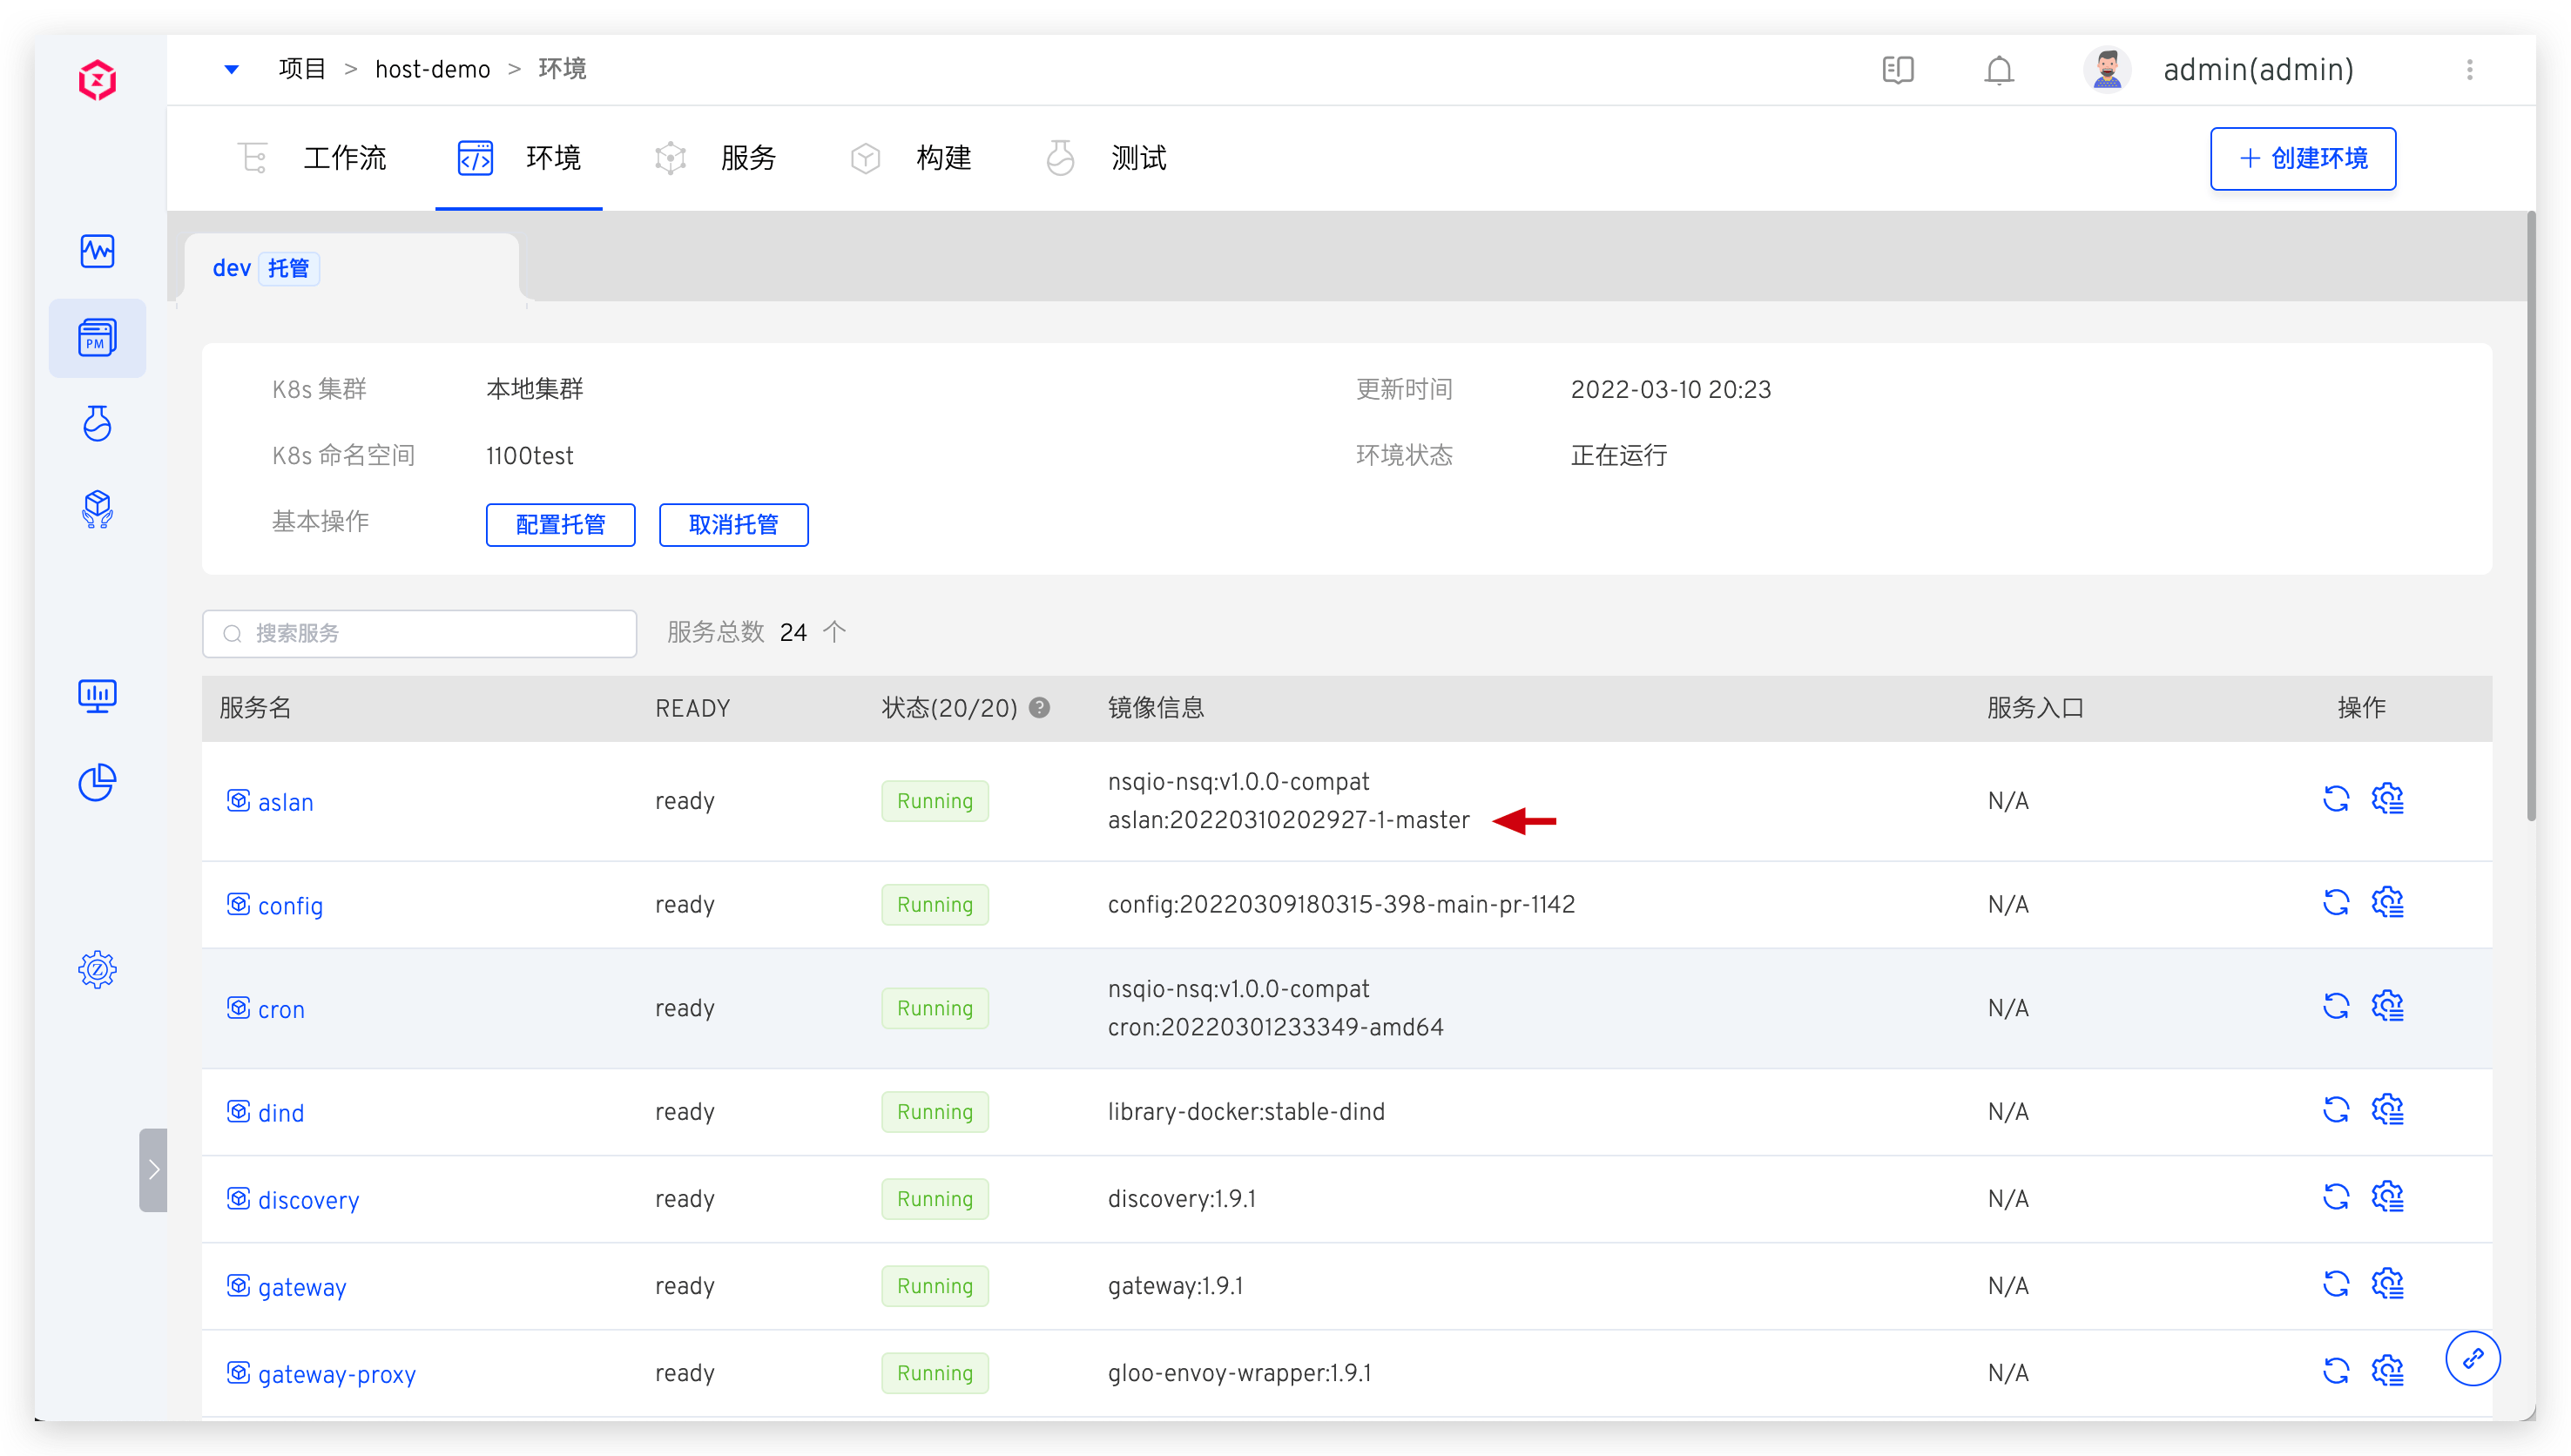 项目 > host-demo > 环境
admin(admin)
工作流 环境 服务 构建 测试
+ 创建环境
dev 托管
PM
K8s 集群 本地集群 更新时间 2022-03-10 20:23
K8s 命名空间 1100test 环境状态 正在运行
基本操作 配置托管 取消托管
搜索服务 服务总数 24 个
服务名 READY 状态(20/20) ? 镜像信息 服务入口 操作
aslan ready Running nsqio-nsq:v1.0.0-compat N/A
aslan:20220310202927-1-master
config ready Running config:20220309180315-398-main-pr-1142 N/A
cron ready Running nsqio-nsq:v1.0.0-compat N/A
cron:20220301233349-amd64
dind ready Running library-docker:stable-dind N/A
discovery ready Running discovery:1.9.1 N/A
gateway ready Running gateway:1.9.1 N/A
gateway-proxy ready Running gloo-envoy-wrapper:1.9.1 N/A